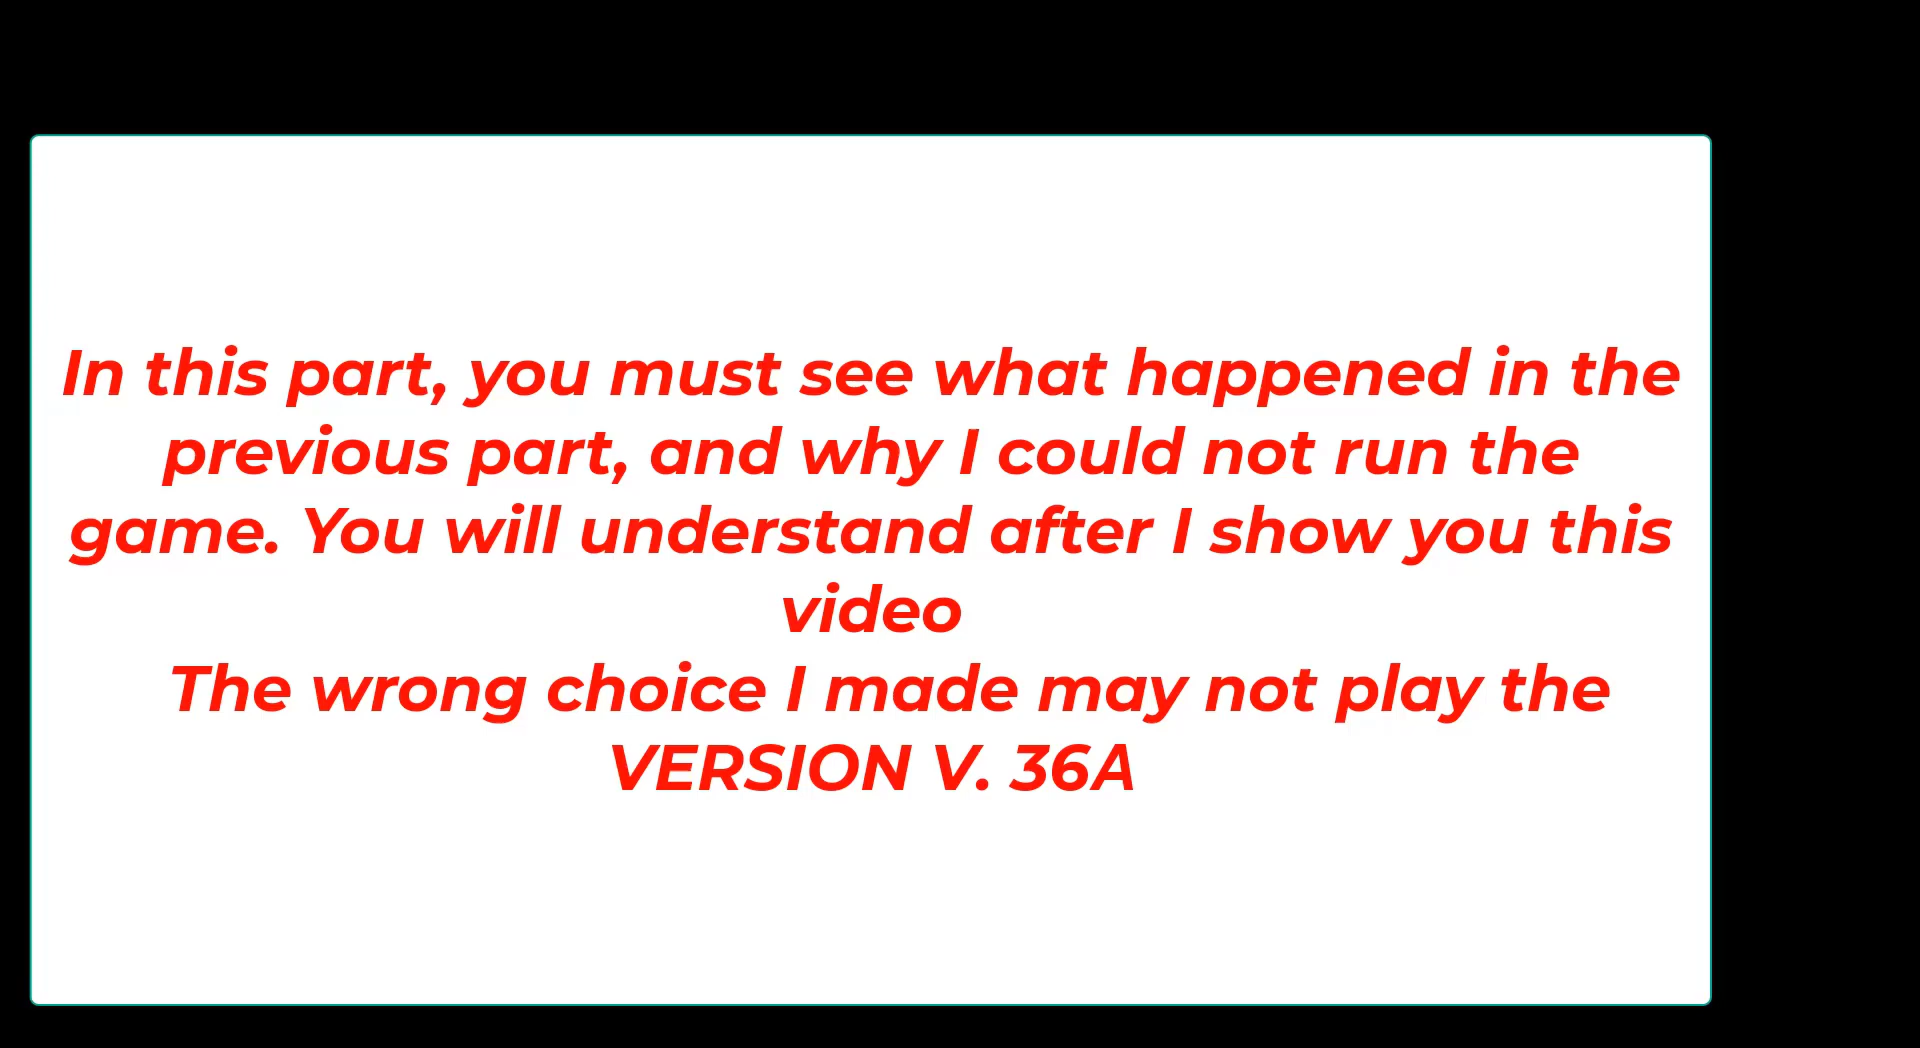 In this part, you must see what happened in the
previous part, and why I could not run the
game. You will understand after I show you this
video
The wrong choice I made may not play the
VERSION V. 36A